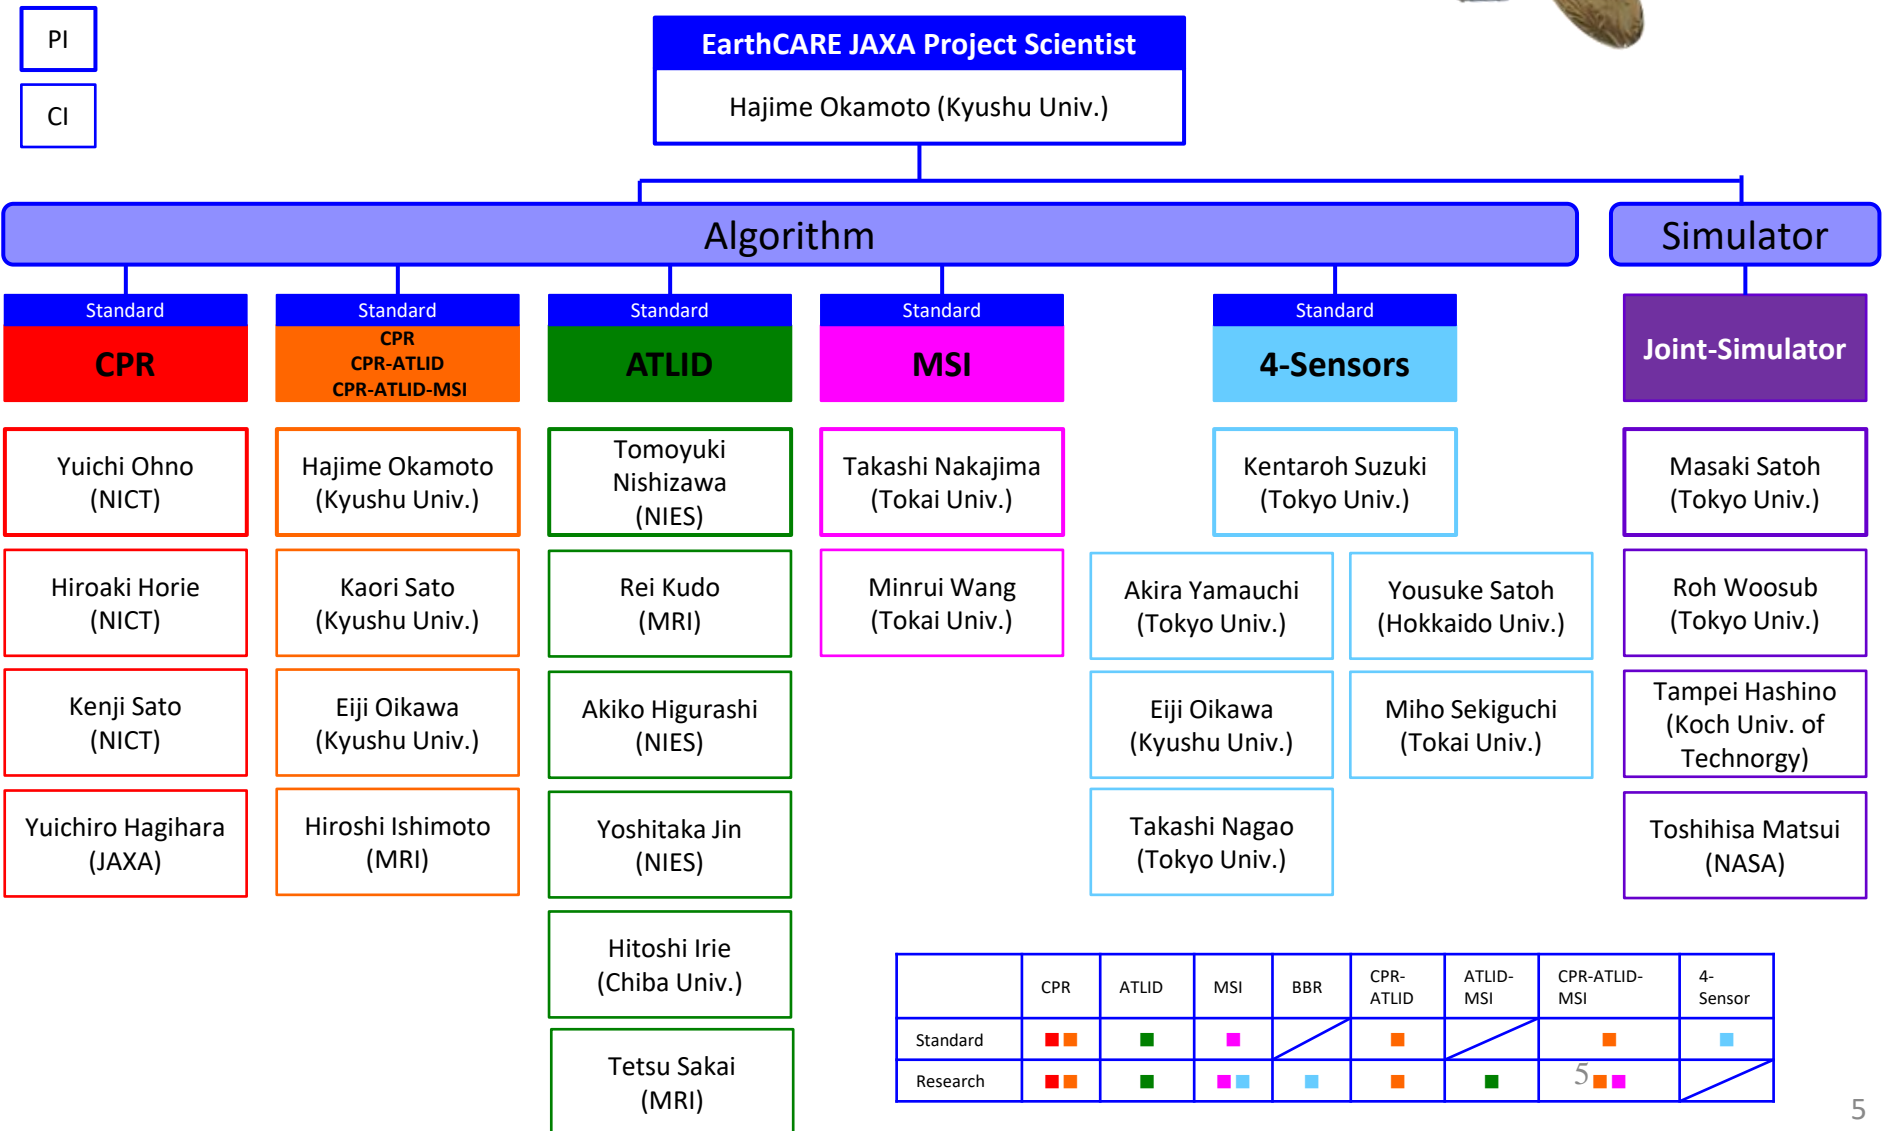 PI
CI
EarthCARE JAXA Project Scientist
Hajime Okamoto (Kyushu Univ.)
Algorithm
Simulator
Standard
CPR
Yuichi Ohno
(NICT)
Hiroaki Horie
(NICT)
Kenji Sato
(NICT)
Yuichiro Hagihara
(JAXA)
Standard
CPR
CPR-ATLID
CPR-ATLID-MSI
Hajime Okamoto
(Kyushu Univ.)
Kaori Sato
(Kyushu Univ.)
Eiji Oikawa
(Kyushu Univ.)
Hiroshi Ishimoto
(MRI)
Standard
ATLID
Tomoyuki
Nishizawa
(NIES)
Rei Kudo
(MRI)
Akiko Higurashi
(NIES)
Yoshitaka Jin
(NIES)
Hitoshi Irie
(Chiba Univ.)
Tetsu Sakai
(MRI)
Standard
MSI
Takashi Nakajima
(Tokai Univ.)
Minrui Wang
(Tokai Univ.)
Standard
4-Sensors
Kentaroh Suzuki
(Tokyo Univ.)
Akira Yamauchi
(Tokyo Univ.)
Yousuke Satoh
(Hokkaido Univ.)
Eiji Oikawa
(Kyushu Univ.)
Miho Sekiguchi
(Tokai Univ.)
Takashi Nagao
(Tokyo Univ.)
Joint-Simulator
Masaki Satoh
(Tokyo Univ.)
Roh Woosub
(Tokyo Univ.)
Tampei Hashino
(Koch Univ. of
Technorgy)
Toshihisa Matsui
(NASA)
CPR ATLID MSI BBR CPR-
ATLID ATLID-
MSI CPR-ATLID-
MSI 4-
Sensor
Standard
Research
5
5